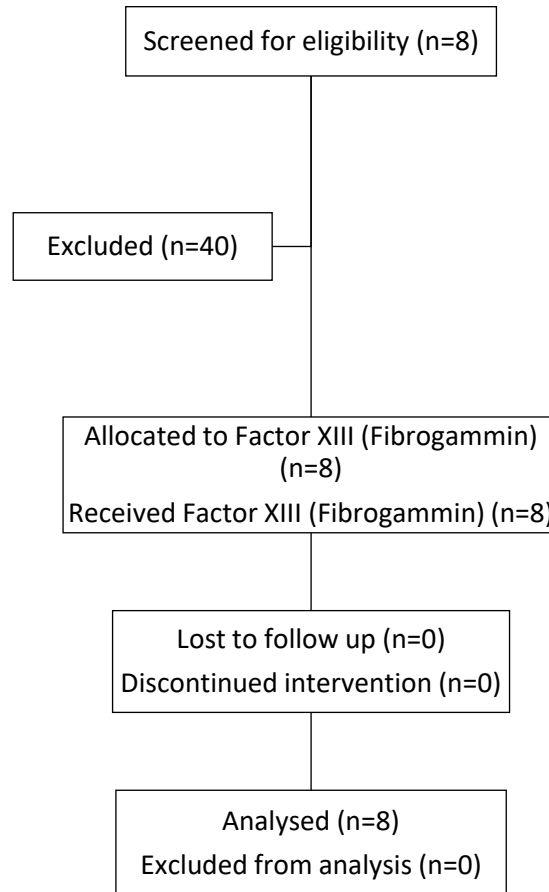 Screened for eligibility (n=8)
Excluded (n=40)
Allocated to Factor XIII (Fibrogammin)
(n=8)
Received Factor XIII (Fibrogammin) (n=8)
Lost to follow up (n=0)
Discontinued intervention (n=0)
Analysed (n=8)
Excluded from analysis (n=0)